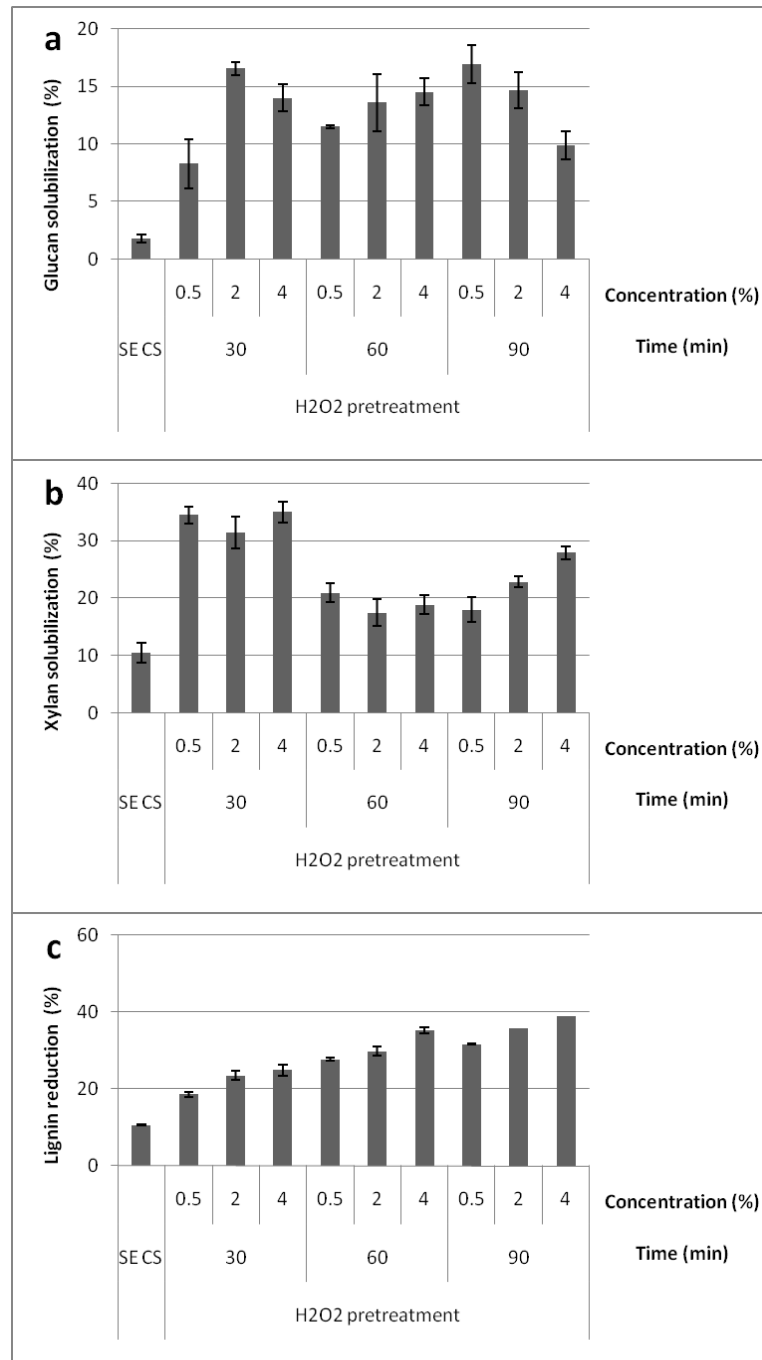 a
Glucan solubilization (%)
20
15
10
5
0
0.5 2 4 0.5 2 4 0.5 2 4 Concentration (%)
SE CS 30 60 90 Time (min)
H2O2 pretreatment
b
Xylan solubilization (%)
40
30
20
10
0
0.5 2 4 0.5 2 4 0.5 2 4 Concentration (%)
SE CS 30 60 90 Time (min)
H2O2 pretreatment
c
Lignin reduction (%)
60
40
20
0
0.5 2 4 0.5 2 4 0.5 2 4 Concentration (%)
SE CS 30 60 90 Time (min)
H2O2 pretreatment